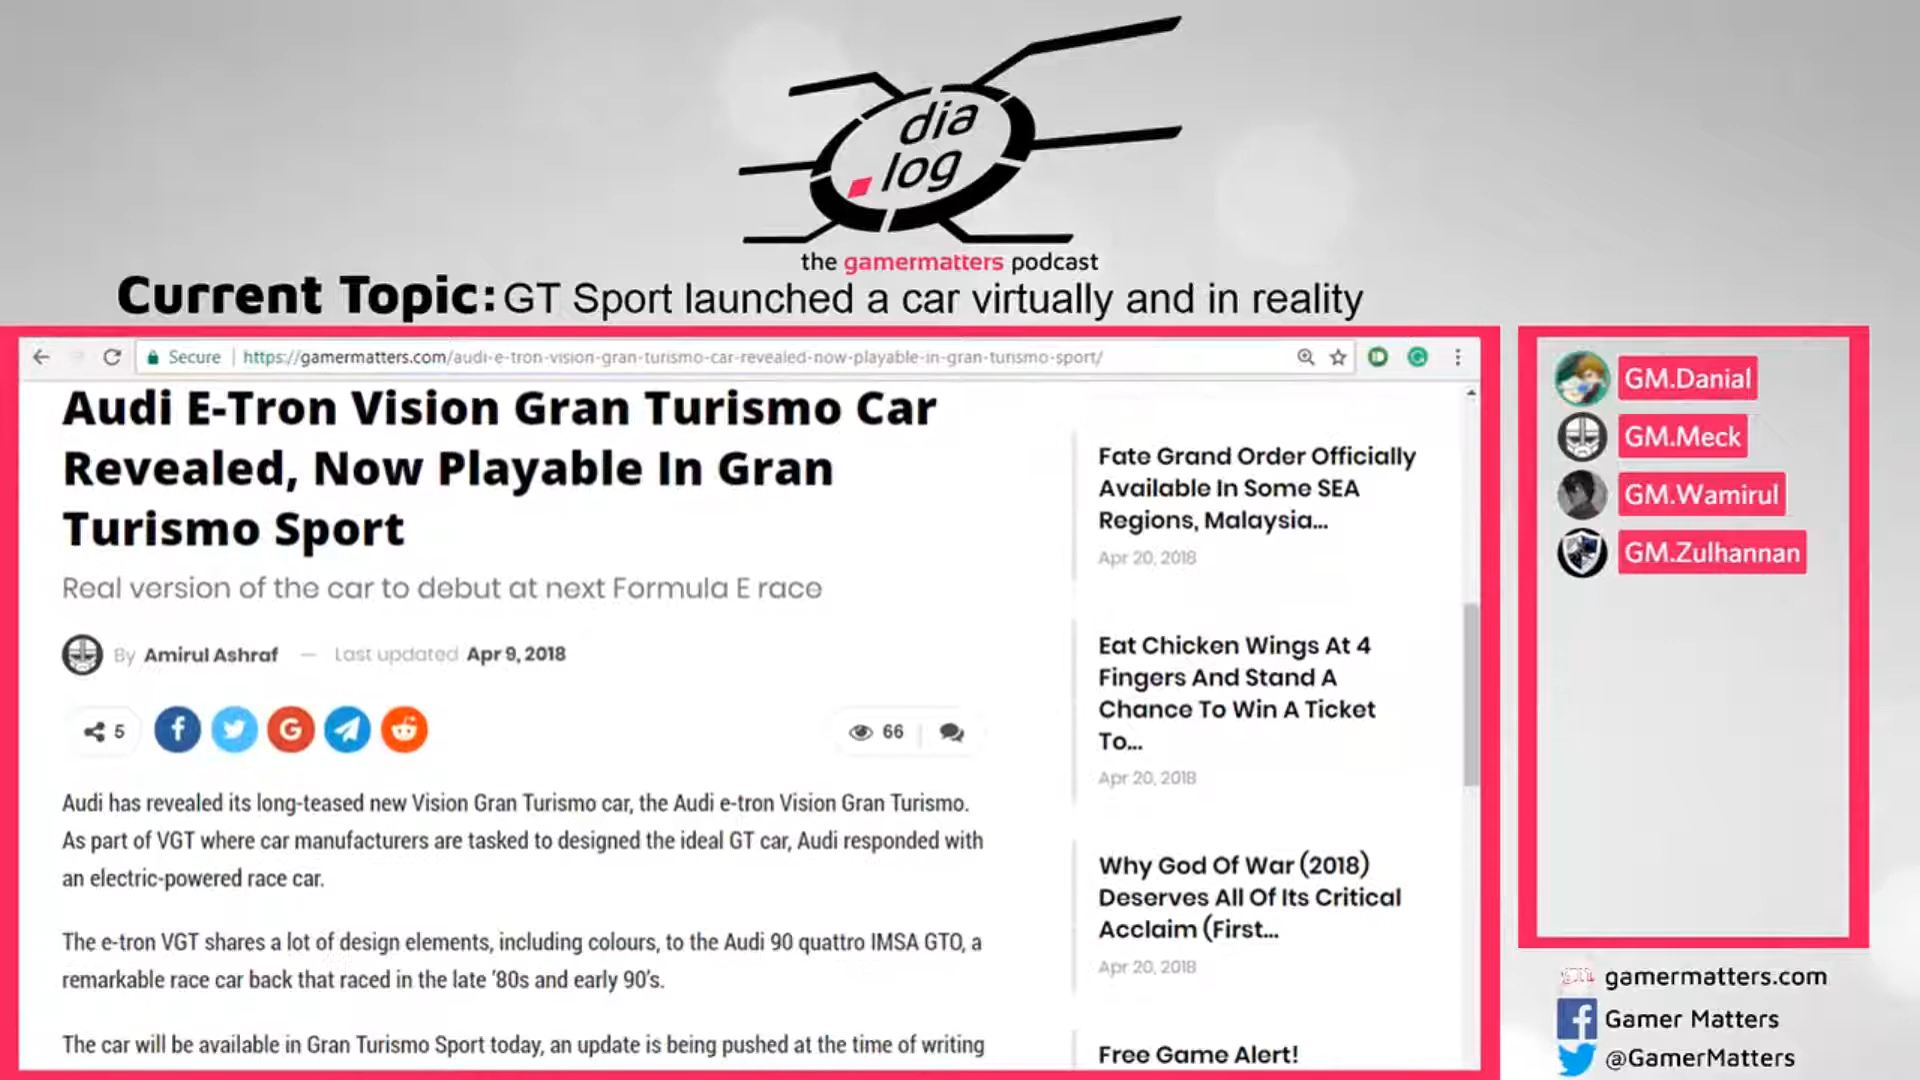 dia
.log
the gamermatters podcast
Current Topic: GT Sport launched a car virtually and in reality
Secure | https://gamermatters.com/audi-e-tron-vision-gran-turismo-car-revealed-now-playable-in-gran-turismo-sport/
Audi E-Tron Vision Gran Turismo Car
Revealed, Now Playable In Gran
Turismo Sport
Real version of the car to debut at next Formula E race
By Amirul Ashraf — Last updated Apr 9, 2018
5
66
Audi has revealed its long-teased new Vision Gran Turismo car, the Audi e-tron Vision Gran Turismo.
As part of VGT where car manufacturers are tasked to designed the ideal GT car, Audi responded with
an electric-powered race car.
The e-tron VGT shares a lot of design elements, including colours, to the Audi 90 quattro IMSA GTO, a
remarkable race car back that raced in the late '80s and early 90's.
The car will be available in Gran Turismo Sport today, an update is being pushed at the time of writing
Fate Grand Order Officially
Available In Some SEA
Regions, Malaysia...
Apr 20, 2018
Eat Chicken Wings At 4
Fingers And Stand A
Chance To Win A Ticket
To...
Apr 20, 2018
Why God Of War (2018)
Deserves All Of Its Critical
Acclaim (First...
Apr 20, 2018
Free Game Alert!
GM.Danial
GM.Meck
GM.Wamirul
GM.Zulhannan
gamermatters.com
Gamer Matters
@GamerMatters